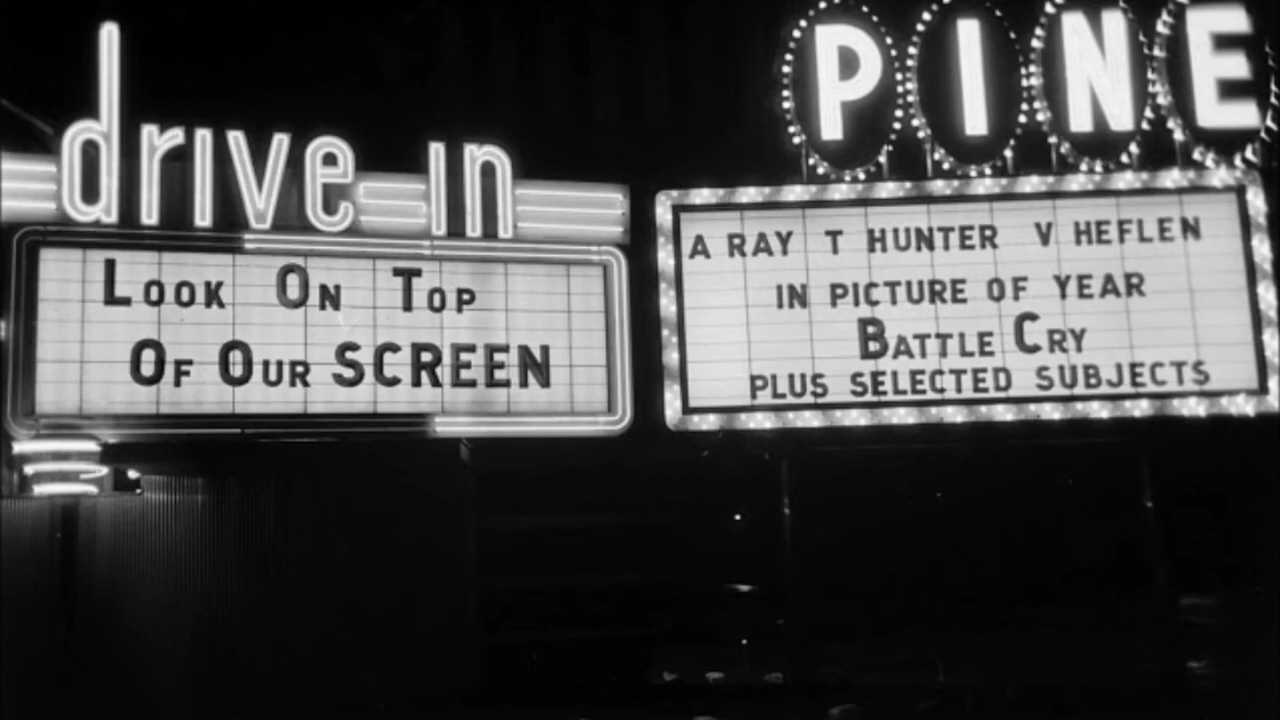 drive-in
Look On Top
Of Our SCREEN
PINE
A RAY T HUNTER V HEFLEN
IN PICTURE OF YEAR
Battle Cry
PLUS SELECTED SUBJECTS